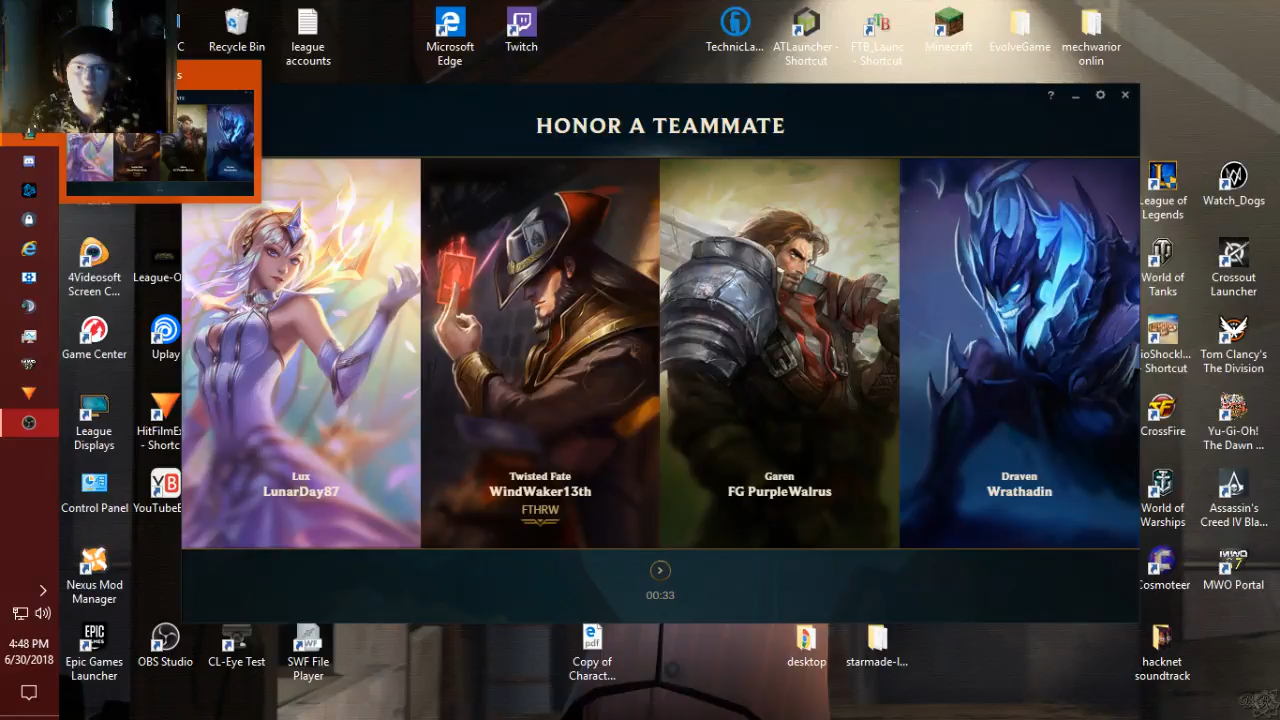 Recycle Bin
league
accounts
Microsoft
Edge
Twitch
TechnicLa...
ATLauncher -
Shortcut
FTB_Launc
- Shortcut
Minecraft
EvolveGame
mechwarior
onlin
?
HONOR A TEAMMATE
League of
Legends
Watch_Dogs
4Videosoft
Screen C...
League-O
World of
Tanks
Crossout
Launcher
Game Center
Uplay
ioShockI...
Shortcut
Tom Clancy's
The Division
League
Displays
HitFilmEx
- Shortc
CrossFire
Yu-Gi-Oh!
The Dawn ...
Lux
LunarDay87
Twisted Fate
WindWaker13th
FTHRW
Garen
FG PurpleWalrus
Draven
Wrathadin
Control Panel
YouTubeE
World of
Warships
Assassin's
Creed IV Bla...
00:33
Nexus Mod
Manager
Cosmoteer
MWO Portal
4:48 PM
6/30/2018
Epic Games
Launcher
OBS Studio
CL-Eye Test
SWF File
Player
Copy of
Charact...
desktop
starmade-l...
hacknet
soundtrack